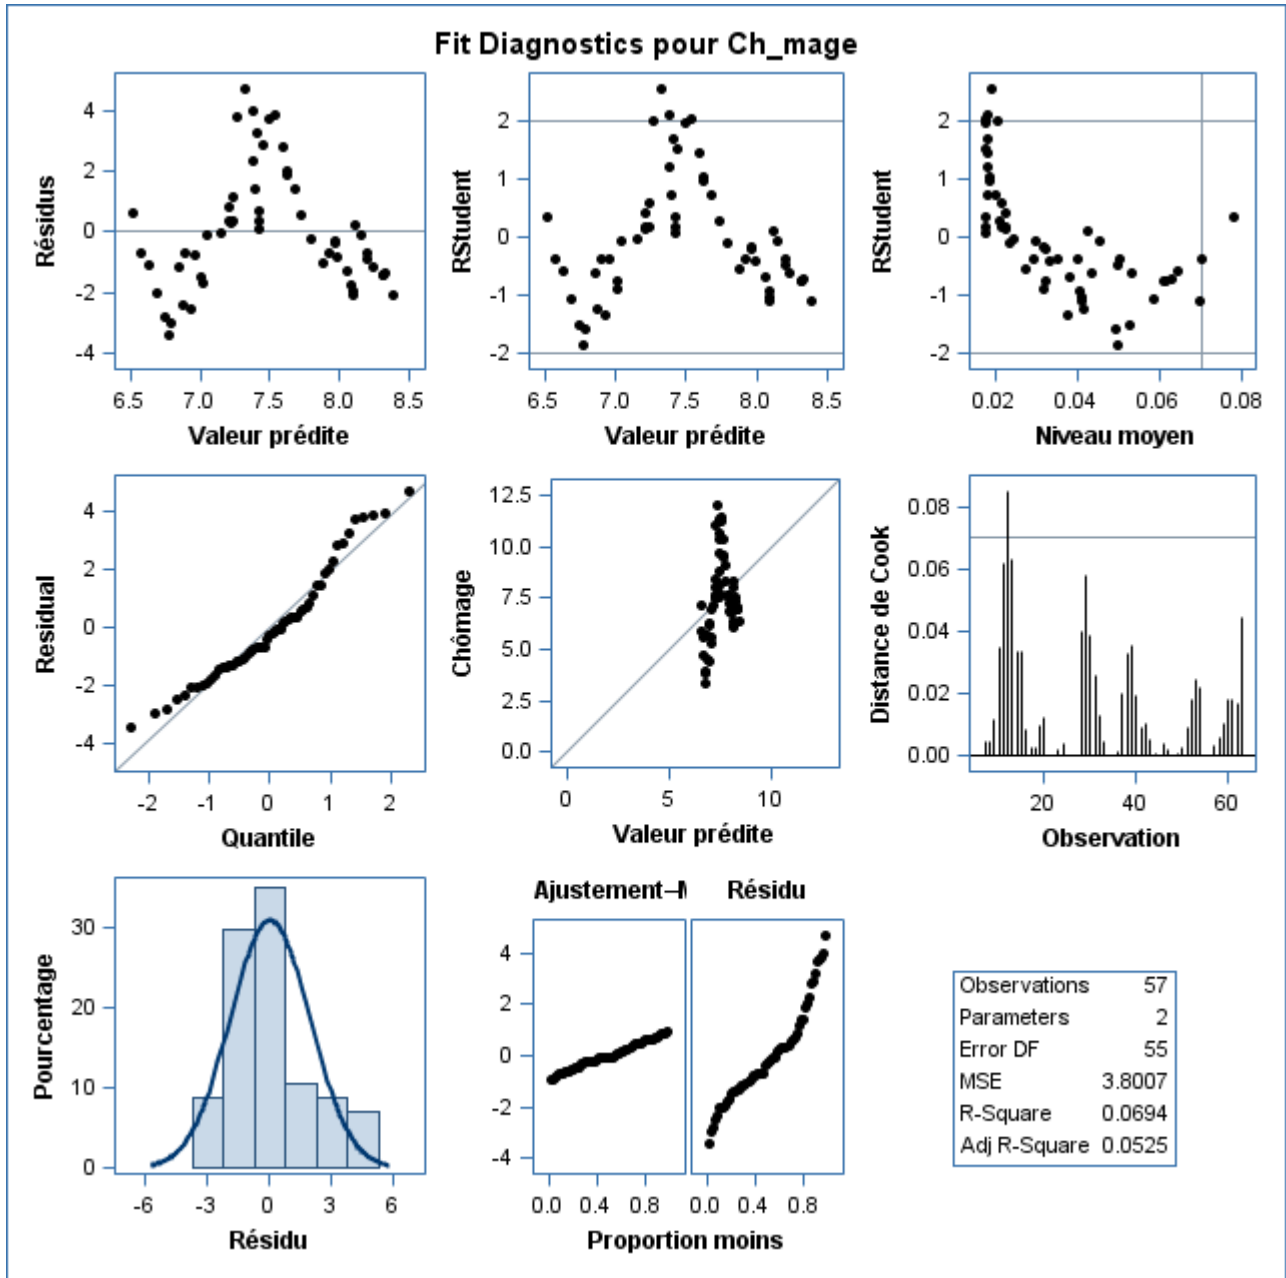 Fit Diagnostics pour Ch_mage
Résidus
4
2
0
-2
-4
6.5 7.0 7.5 8.0 8.5
Valeur prédite
RStudent
2
1
0
-1
-2
6.5 7.0 7.5 8.0 8.5
Valeur prédite
RStudent
2
1
0
-1
-2
0.02 0.04 0.06 0.08
Niveau moyen
Residual
4
2
0
-2
-4
-2 -1 0 1 2
Quantile
Chômage
12.5
10.0
7.5
5.0
2.5
0.0
0 5 10
Valeur prédite
Distance de Cook
0.08
0.06
0.04
0.02
0.00
20 40 60
Observation
Pourcentage
30
20
10
0
-6 -3 0 3 6
Résidu
Ajustement–M Résidu
4
2
0
-2
-4
0.0 0.4 0.8 0.0 0.4 0.8
Proportion moins
Observations 57
Parameters 2
Error DF 55
MSE 3.8007
R-Square 0.0694
Adj R-Square 0.0525